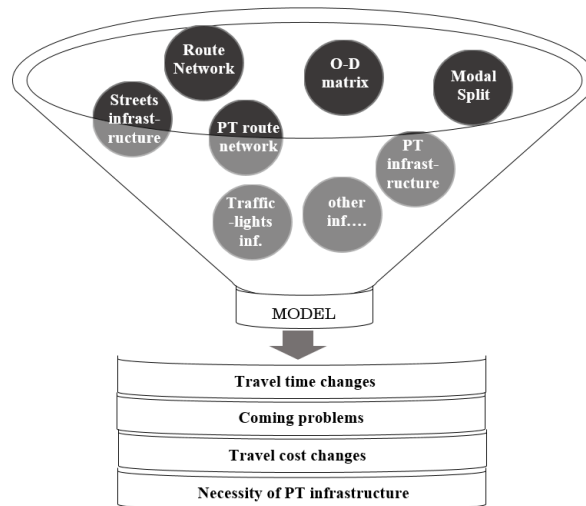 Route
Network
O-D
matrix
Modal
Split
Streets
infrast-
ructure
PT route
network
PT
infrast-
ructure
Traffic
-lights
inf.
other
inf....
MODEL
Travel time changes
Coming problems
Travel cost changes
Necessity of PT infrastructure